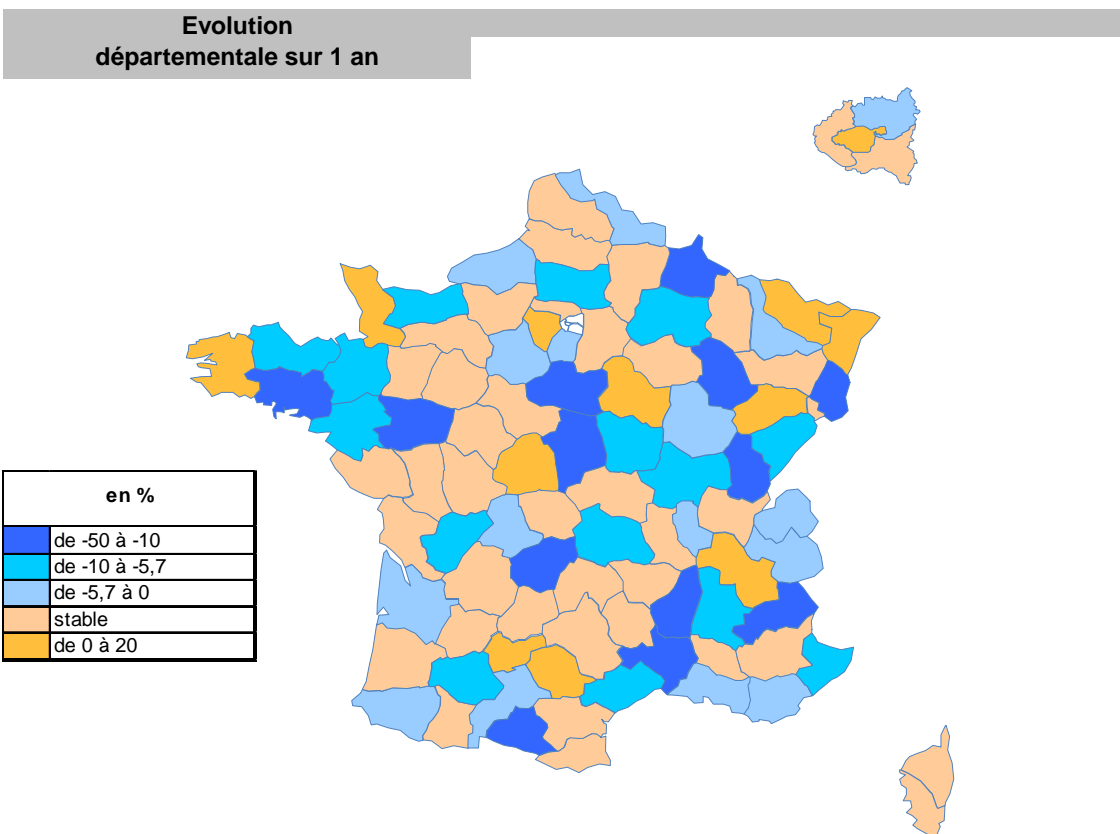 Evolution
départementale sur 1 an
en %
de -50 à -10
de -10 à -5,7
de -5,7 à 0
stable
de 0 à 20